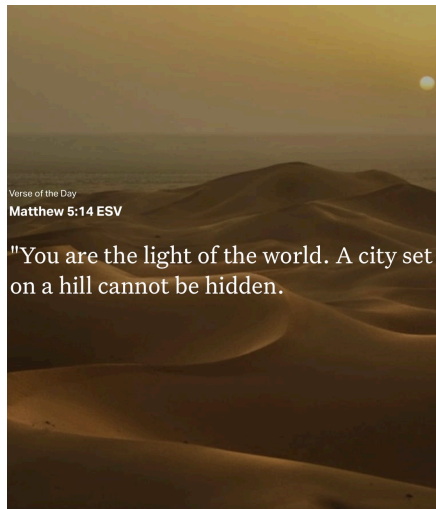 Verse of the Day
Matthew 5:14 ESV
"You are the light of the world. A city set
on a hill cannot be hidden.